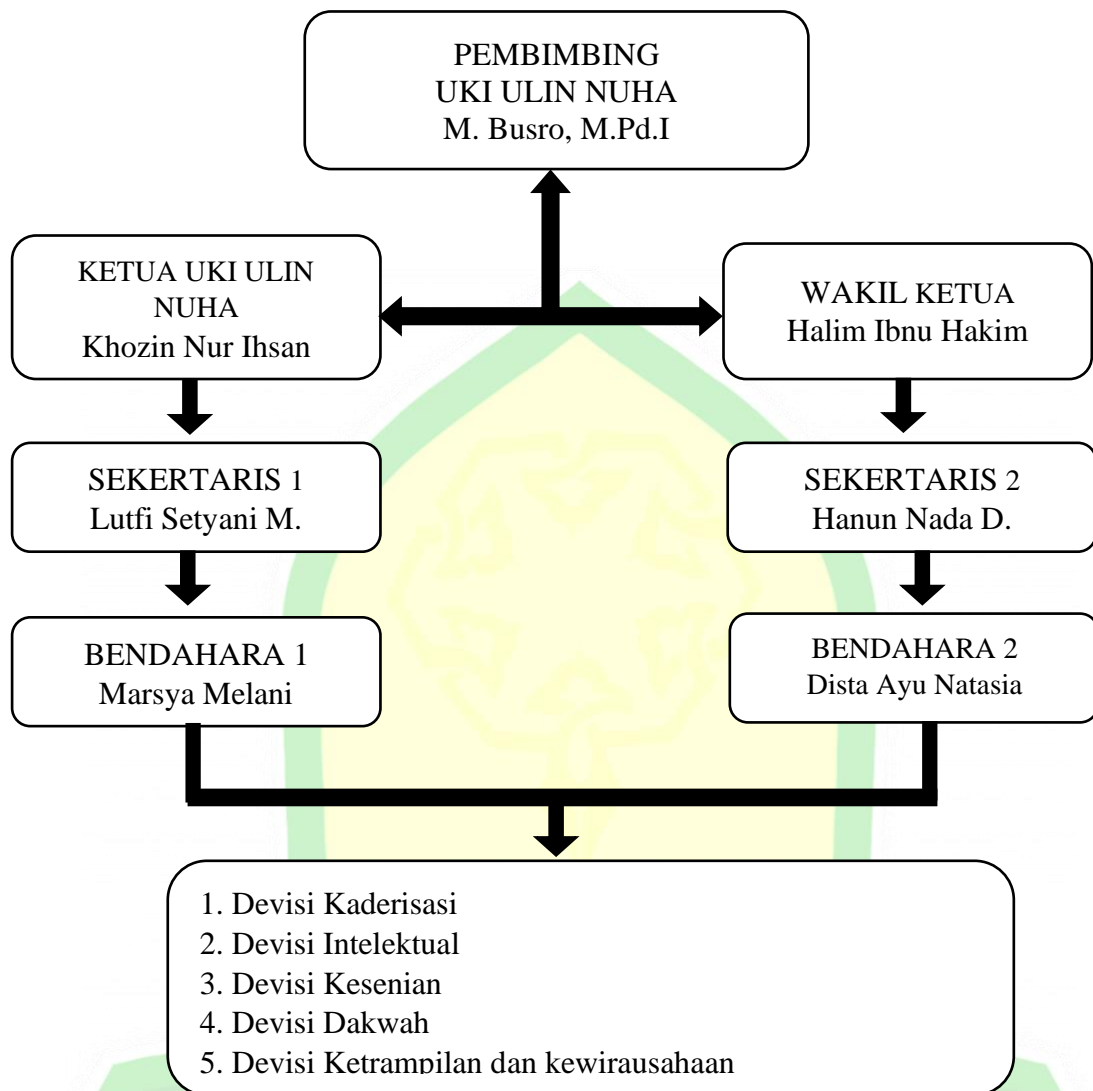 PEMBIMBING
UKI ULIN NUHA
M. Busro, M.Pd.I
KETUA UKI ULIN
NUHA
Khozin Nur Ihsan
WAKIL KETUA
Halim Ibnu Hakim
SEKERTARIS 1
Lutfi Setyani M.
SEKERTARIS 2
Hanun Nada D.
BENDAHARA 1
Marsya Melani
BENDAHARA 2
Dista Ayu Natasia
1. Devisi Kaderisasi
2. Devisi Intelektual
3. Devisi Kesenian
4. Devisi Dakwah
5. Devisi Ketrampilan dan kewirausahaan